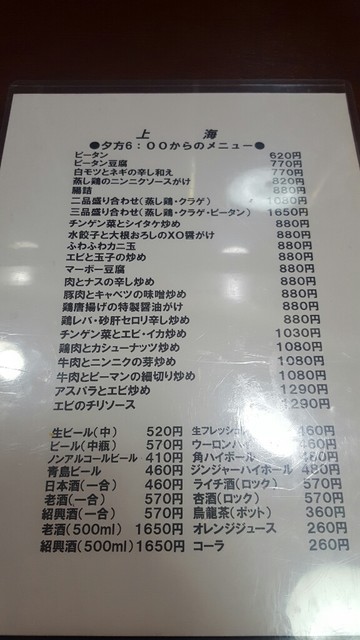 上海
●夕方6：00からのメニュー●
ピータン 620円
ピータン豆腐 770円
白モツとネギの辛し和え 770円
蒸し鶏のニンニクソースがけ 820円
腸詰 880円
二品盛り合わせ(蒸し鶏・クラゲ) 1080円
三品盛り合わせ(蒸し鶏・クラゲ・ピータン) 1650円
チンゲン菜とシイタケ炒め 880円
水餃子と大根おろしのXO醤がけ 880円
ふわふわカニ玉 880円
エビと玉子の炒め 880円
マーボー豆腐 880円
肉とナスの辛し炒め 880円
豚肉とキャベツの味噌炒め 880円
鶏唐揚げの特製醤油がけ 880円
鶏レバ・砂肝セロリ辛し炒め 880円
チンゲン菜とエビ・イカ炒め 1030円
鶏肉とカシューナッツ炒め 1080円
牛肉とニンニクの芽炒め 1080円
牛肉とピーマンの細切り炒め 1080円
アスパラとエビ炒め 1290円
エビのチリソース 1290円
生ビール(中) 520円 生フレッシュ 460円
ビール(中瓶) 570円 ウーロンハイ 460円
ノンアルコールビール 410円 角ハイボール 460円
青島ビール 460円 ジンジャーハイボール 480円
日本酒(一合) 460円 ライチ酒(ロック) 570円
老酒(一合) 570円 杏酒(ロック) 570円
紹興酒(一合) 570円 烏龍茶(ポット) 360円
老酒(500ml) 1650円 オレンジジュース 260円
紹興酒(500ml) 1650円 コーラ 260円